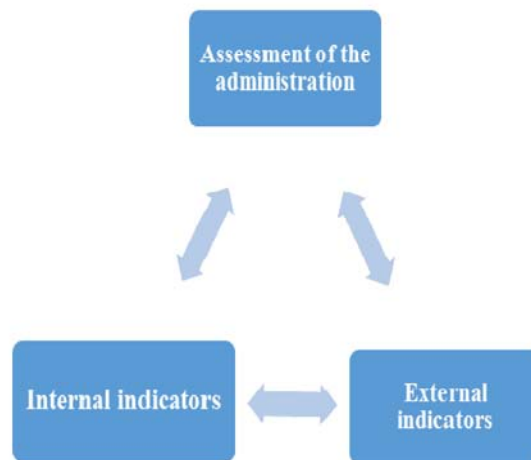 Assessment of the
administration
Internal indicators
External
indicators